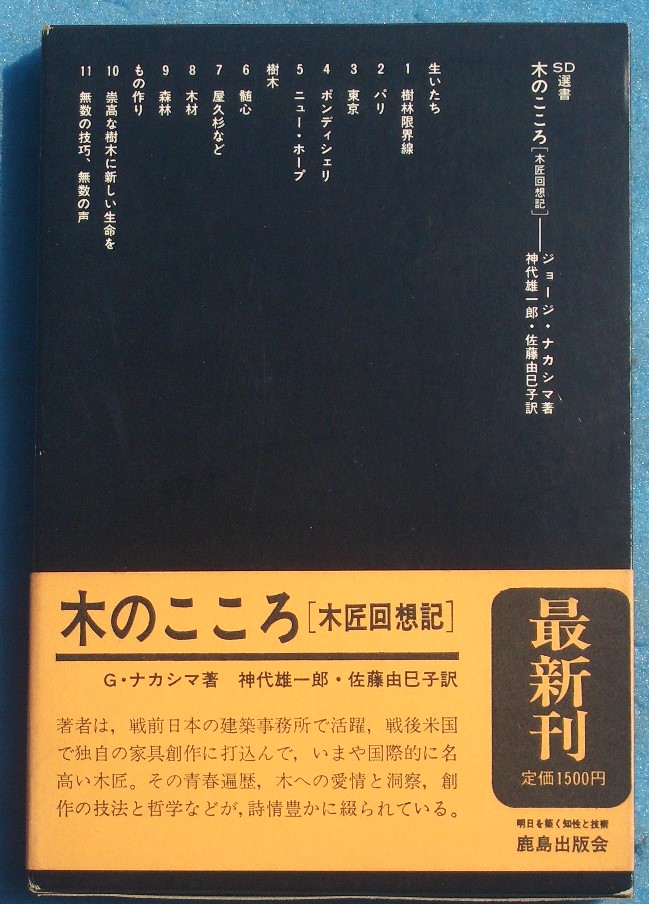 SD選書
木のこころ[木匠回想記]――ジョージ・ナカシマ著
神代雄一郎・佐藤由巳子訳
生いたち
1 樹林限界線
2 パリ
3 東京
4 ポンディシェリ
5 ニュー・ホープ
樹木
6 髄心
7 屋久杉など
8 木材
9 森林
もの作り
10 崇高な樹木に新しい生命を
11 無数の技巧、無数の声
木のこころ[木匠回想記]
G・ナカシマ著 神代雄一郎・佐藤由巳子訳
著者は，戦前日本の建築事務所で活躍，戦後米国
で独自の家具創作に打込んで，いまや国際的に名
高い木匠。その青春遍歴，木への愛情と洞察，創
作の技法と哲学などが，詩情豊かに綴られている。
最新刊
定価1500円
明日を築く知性と技術
鹿島出版会